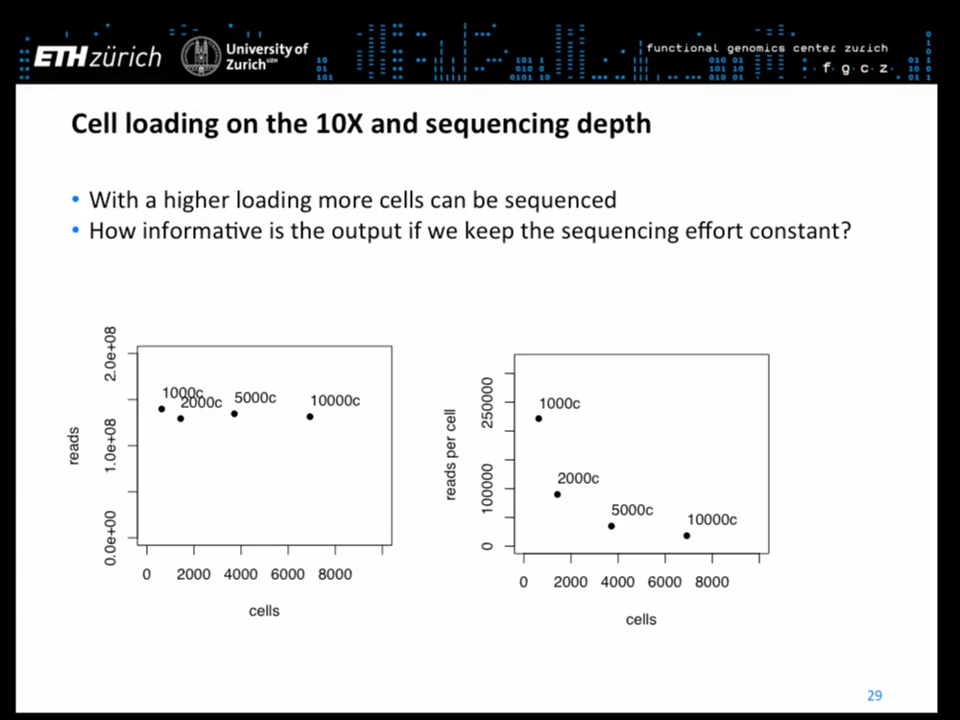 ETH zürich
University of
Zurich UZH
functional genomics center zurich
f·g·c·z·
Cell loading on the 10X and sequencing depth
• With a higher loading more cells can be sequenced
• How informative is the output if we keep the sequencing effort constant?
reads
2.0e+08
1.0e+08
0.0e+00
1000c
2000c
5000c
10000c
0 2000 4000 6000 8000
cells
reads per cell
250000
100000
0
1000c
2000c
5000c
10000c
0 2000 4000 6000 8000
cells
29